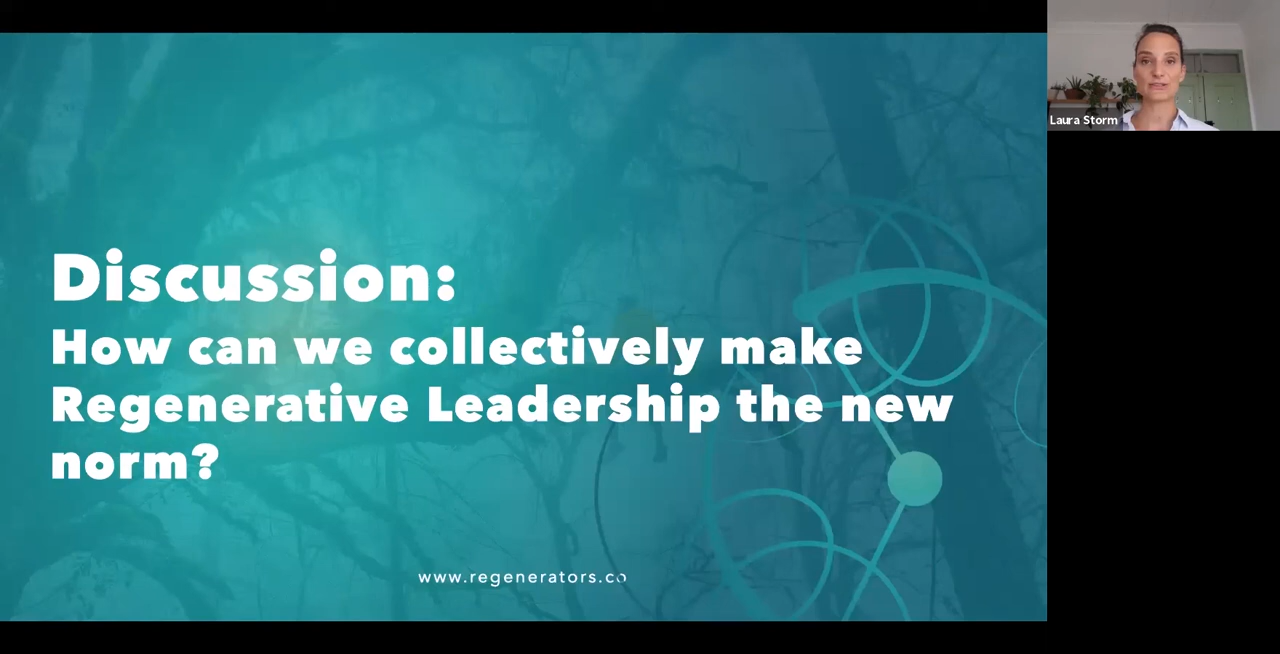 Discussion:
How can we collectively make
Regenerative Leadership the new
norm?
www.regenerators.co
Laura Storm